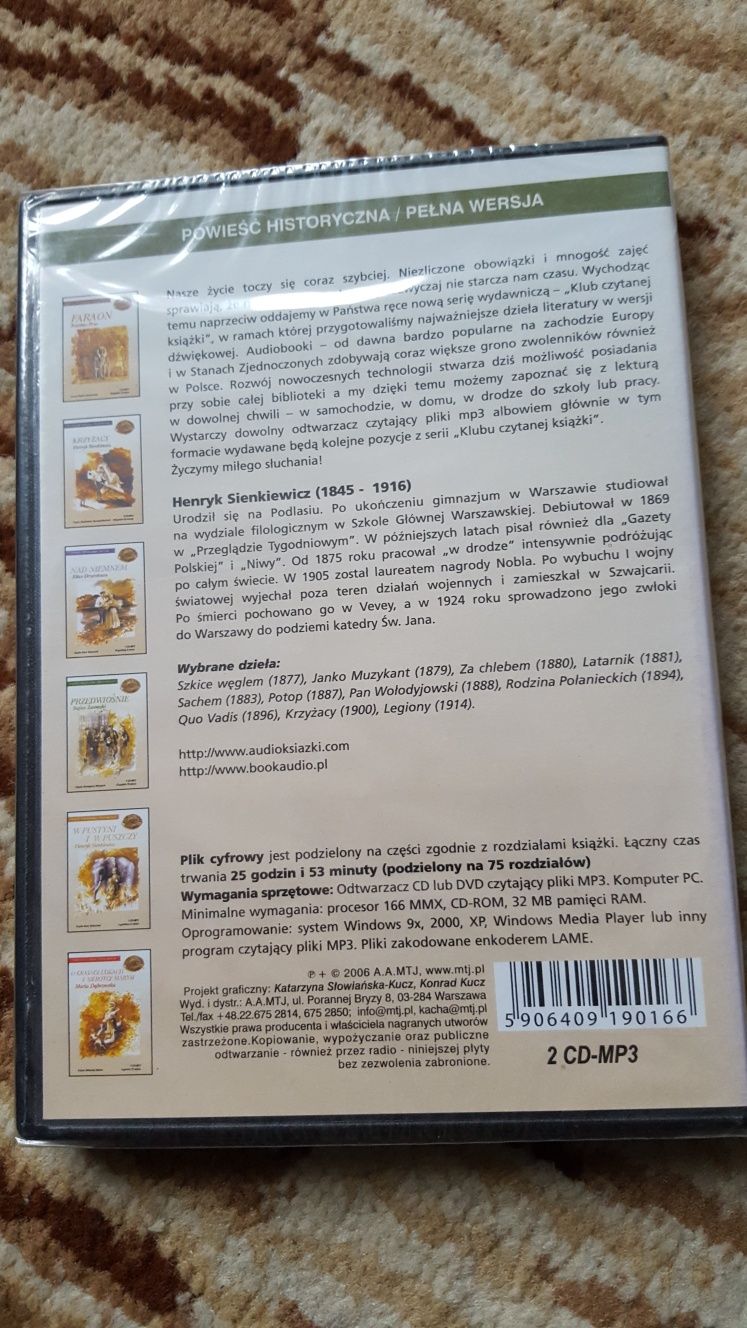 POWIEŚĆ HISTORYCZNA / PEŁNA WERSJA
Nasze życie toczy się coraz szybciej. Niezliczone obowiązki i mnogość zajęć
sprawiają, że nie starcza nam czasu. Wychodząc
temu naprzeciw oddajemy w Państwa ręce nową serię wydawniczą – „Klub czytanej
książki", w ramach której przygotowaliśmy najważniejsze dzieła literatury w wersji
dźwiękowej. Audiobooki – od dawna bardzo popularne na zachodzie Europy
i w Stanach Zjednoczonych zdobywają coraz większe grono zwolenników również
w Polsce. Rozwój nowoczesnych technologii stwarza dziś możliwość posiadania
przy sobie całej biblioteki a my dzięki temu możemy zapoznać się z lekturą
w dowolnej chwili – w samochodzie, w domu, w drodze do szkoły lub pracy.
Wystarczy dowolny odtwarzacz czytający pliki mp3 albowiem głównie w tym
formacie wydawane będą kolejne pozycje z serii „Klubu czytanej książki".
Życzymy miłego słuchania!
Henryk Sienkiewicz (1845 - 1916)
Urodził się na Podlasiu. Po ukończeniu gimnazjum w Warszawie studiował
na wydziale filologicznym w Szkole Głównej Warszawskiej. Debiutował w 1869
w „Przeglądzie Tygodniowym". W późniejszych latach pisał również dla „Gazety
Polskiej" i „Niwy". Od 1875 roku pracował „w drodze" intensywnie podróżując
po całym świecie. W 1905 został laureatem nagrody Nobla. Po wybuchu I wojny
światowej wyjechał poza teren działań wojennych i zamieszkał w Szwajcarii.
Po śmierci pochowano go w Vevey, a w 1924 roku sprowadzono jego zwłoki
do Warszawy do podziemi katedry Św. Jana.
Wybrane dzieła:
Szkice węglem (1877), Janko Muzykant (1879), Za chlebem (1880), Latarnik (1881),
Sachem (1883), Potop (1887), Pan Wołodyjowski (1888), Rodzina Połanieckich (1894),
Quo Vadis (1896), Krzyżacy (1900), Legiony (1914).
http://www.audioksiazki.com
http://www.bookaudio.pl
Plik cyfrowy jest podzielony na części zgodnie z rozdziałami książki. Łączny czas
trwania 25 godzin i 53 minuty (podzielony na 75 rozdziałów)
Wymagania sprzętowe: Odtwarzacz CD lub DVD czytający pliki MP3. Komputer PC.
Minimalne wymagania: procesor 166 MMX, CD-ROM, 32 MB pamięci RAM.
Oprogramowanie: system Windows 9x, 2000, XP, Windows Media Player lub inny
program czytający pliki MP3. Pliki zakodowane enkoderem LAME.
℗ + © 2006 A.A.MTJ, www.mtj.pl
Projekt graficzny: Katarzyna Słowiańska-Kucz, Konrad Kucz
Wyd. i dystr.: A.A.MTJ, ul. Porannej Bryzy 8, 03-284 Warszawa
Tel./fax +48.22.675 2814, 675 2850; info@mtj.pl, kacha@mtj.pl
Wszystkie prawa producenta i właściciela nagranych utworów
zastrzeżone.Kopiowanie, wypożyczanie oraz publiczne
odtwarzanie - również przez radio - niniejszej płyty
bez zezwolenia zabronione.
5 906409 190166
2 CD-MP3
FARAON
KRZYŻACY
Henryk Sienkiewicz
NAD NIEMNEM
Eliza Orzeszkowa
PRZEDWIOŚNIE
Stefan Żeromski
W PUSTYNI
I W PUSZCZY
Henryk Sienkiewicz
Maria Dąbrowska